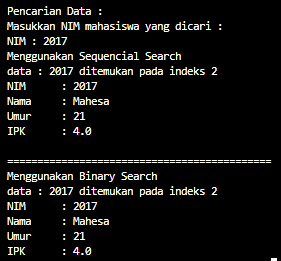 Pencarian Data :
Masukkan NIM mahasiswa yang dicari :
NIM : 2017
Menggunakan Sequencial Search
data : 2017 ditemukan pada indeks 2
NIM : 2017
Nama : Mahesa
Umur : 21
IPK : 4.0
============================================
Menggunakan Binary Search
data : 2017 ditemukan pada indeks 2
NIM : 2017
Nama : Mahesa
Umur : 21
IPK : 4.0